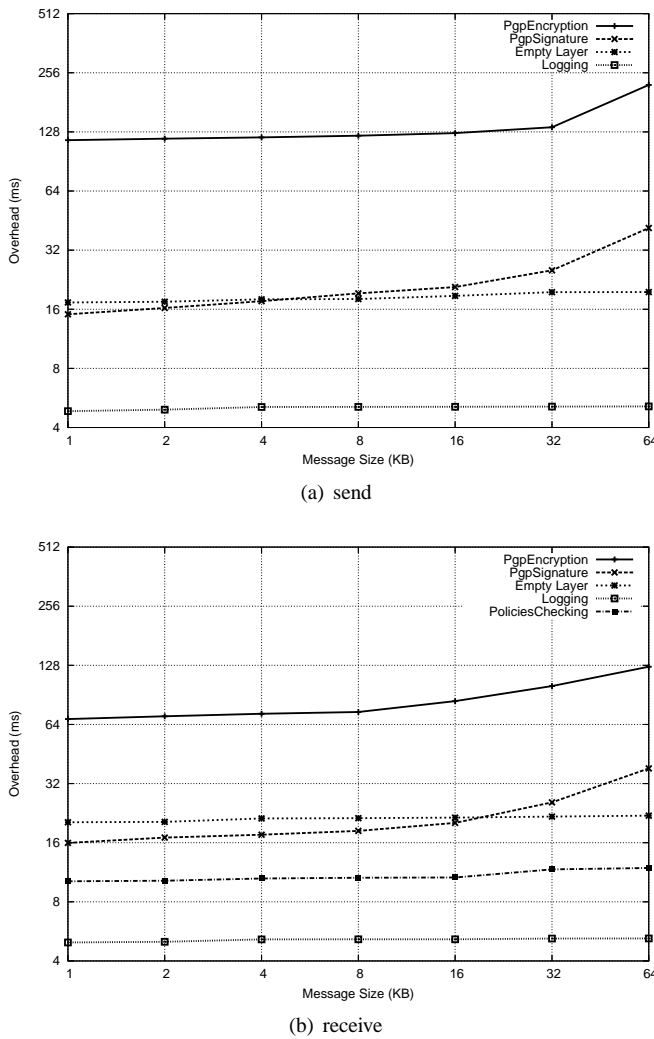 512
256
128
64
32
16
8
4
1
2
4
8
16
32
64
Overhead (ms)
Message Size (KB)
PgpEncryption
PgpSignature
Empty Layer
Logging
(a) send
512
256
128
64
32
16
8
4
1
2
4
8
16
32
64
Overhead (ms)
Message Size (KB)
PgpEncryption
PgpSignature
Empty Layer
Logging
PoliciesChecking
(b) receive